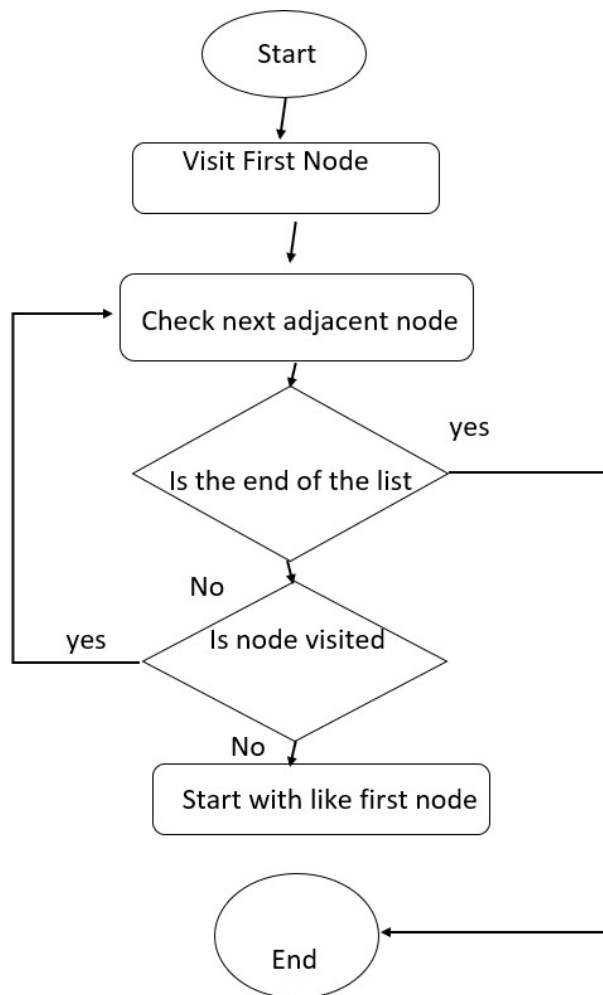 Start
Visit First Node
Check next adjacent node
yes
Is the end of the list
No
Is node visited
yes
No
Start with like first node
End